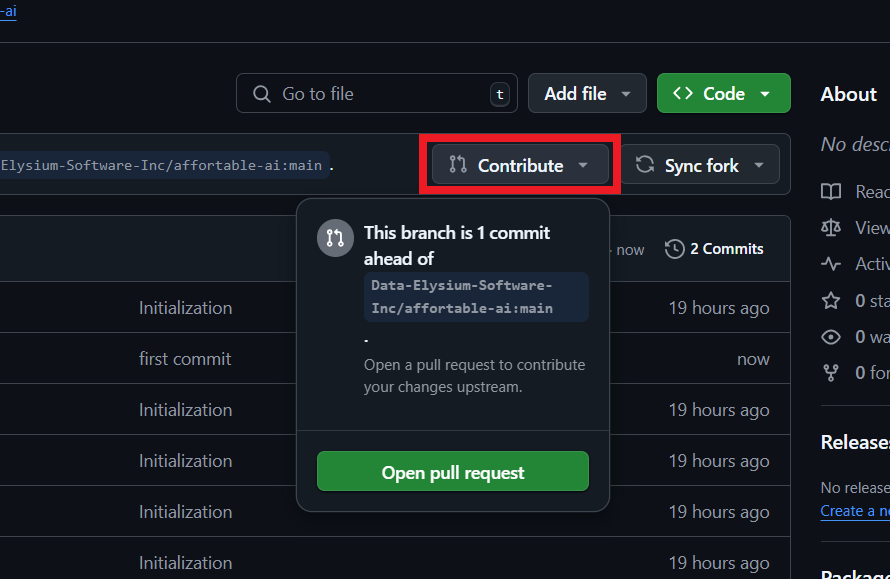 -ai
Go to file t Add file Code About
No desc
Elysium-Software-Inc/affortable-ai:main . Contribute Sync fork
Read
This branch is 1 commit
ahead of
Data-Elysium-Software-
Inc/affortable-ai:main
.
Open a pull request to contribute
your changes upstream.
Open pull request
View
now 2 Commits
Activ
Initialization 19 hours ago
0 sta
0 wa
first commit now
0 for
Initialization 19 hours ago
Releases
Initialization 19 hours ago
No release
Create a ne
Initialization 19 hours ago
Initialization 19 hours ago
Package